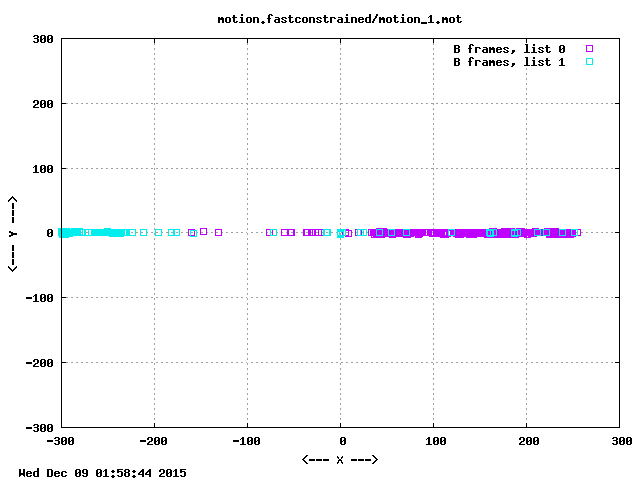 motion.fastconstrained/motion_1.mot
B frames, list 0
B frames, list 1
300
200
100
0
-100
-200
-300
-300 -200 -100 0 100 200 300
<--- Y --->
<--- X --->
Wed Dec 09 01:58:44 2015